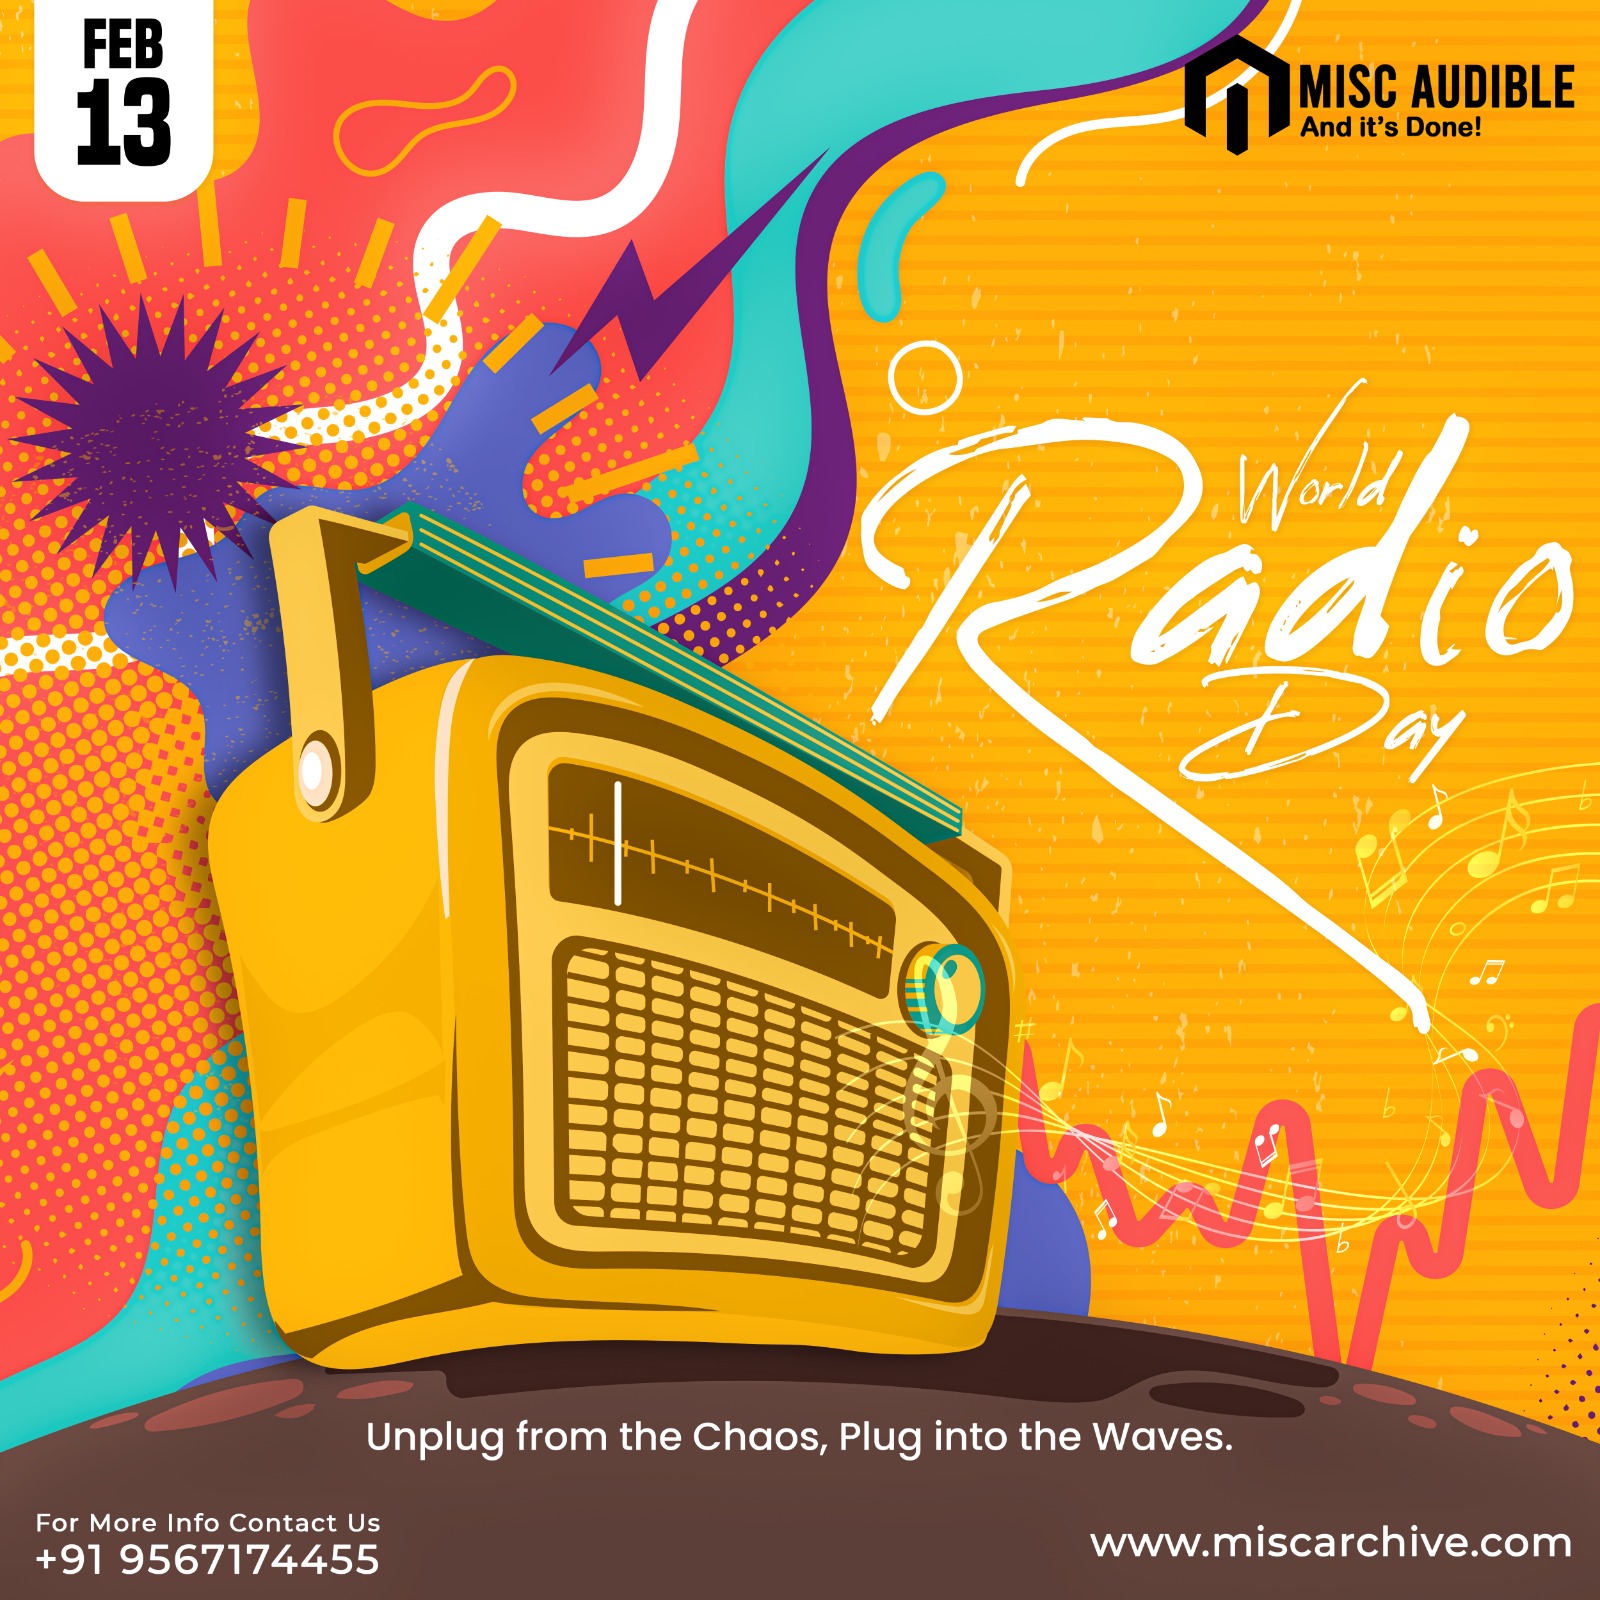 FEB
13
MISC AUDIBLE
And it's Done!
World
Radio
Day
Unplug from the Chaos, Plug into the Waves.
For More Info Contact Us
+91 9567174455
www.miscarchive.com